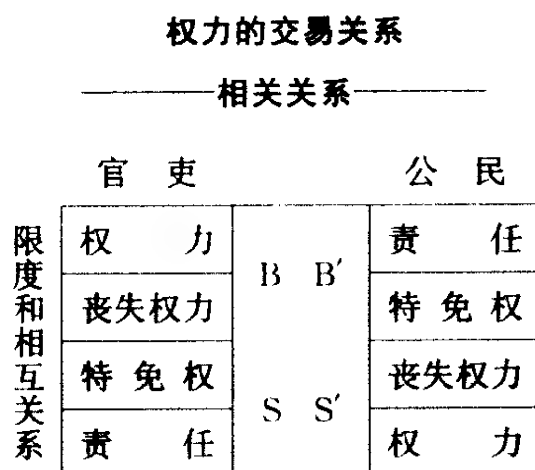 权力的交易关系
相关关系
官吏 公民
限度和相互关系
权力 B B′ 责任
丧失权力 特免权
特免权 S S′ 丧失权力
责任 权力